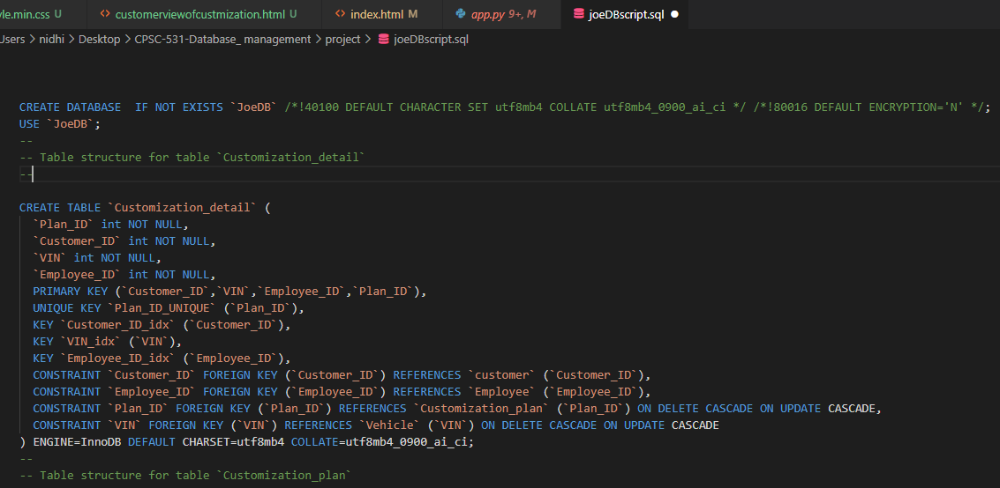 yle.min.css U
<> customerviewofcustmization.html U
<> index.html M
app.py 9+, M
joeDBscript.sql
Users > nidhi > Desktop > CPSC-531-Database_ management > project > joeDBscript.sql
CREATE DATABASE  IF NOT EXISTS `JoeDB` /*!40100 DEFAULT CHARACTER SET utf8mb4 COLLATE utf8mb4_0900_ai_ci */ /*!80016 DEFAULT ENCRYPTION='N' */;
USE `JoeDB`;
--
-- Table structure for table `Customization_detail`
--
CREATE TABLE `Customization_detail` (
`Plan_ID` int NOT NULL,
`Customer_ID` int NOT NULL,
`VIN` int NOT NULL,
`Employee_ID` int NOT NULL,
PRIMARY KEY (`Customer_ID`,`VIN`,`Employee_ID`,`Plan_ID`),
UNIQUE KEY `Plan_ID_UNIQUE` (`Plan_ID`),
KEY `Customer_ID_idx` (`Customer_ID`),
KEY `VIN_idx` (`VIN`),
KEY `Employee_ID_idx` (`Employee_ID`),
CONSTRAINT `Customer_ID` FOREIGN KEY (`Customer_ID`) REFERENCES `customer` (`Customer_ID`),
CONSTRAINT `Employee_ID` FOREIGN KEY (`Employee_ID`) REFERENCES `Employee` (`Employee_ID`),
CONSTRAINT `Plan_ID` FOREIGN KEY (`Plan_ID`) REFERENCES `Customization_plan` (`Plan_ID`) ON DELETE CASCADE ON UPDATE CASCADE,
CONSTRAINT `VIN` FOREIGN KEY (`VIN`) REFERENCES `Vehicle` (`VIN`) ON DELETE CASCADE ON UPDATE CASCADE
) ENGINE=InnoDB DEFAULT CHARSET=utf8mb4 COLLATE=utf8mb4_0900_ai_ci;
--
-- Table structure for table `Customization_plan`